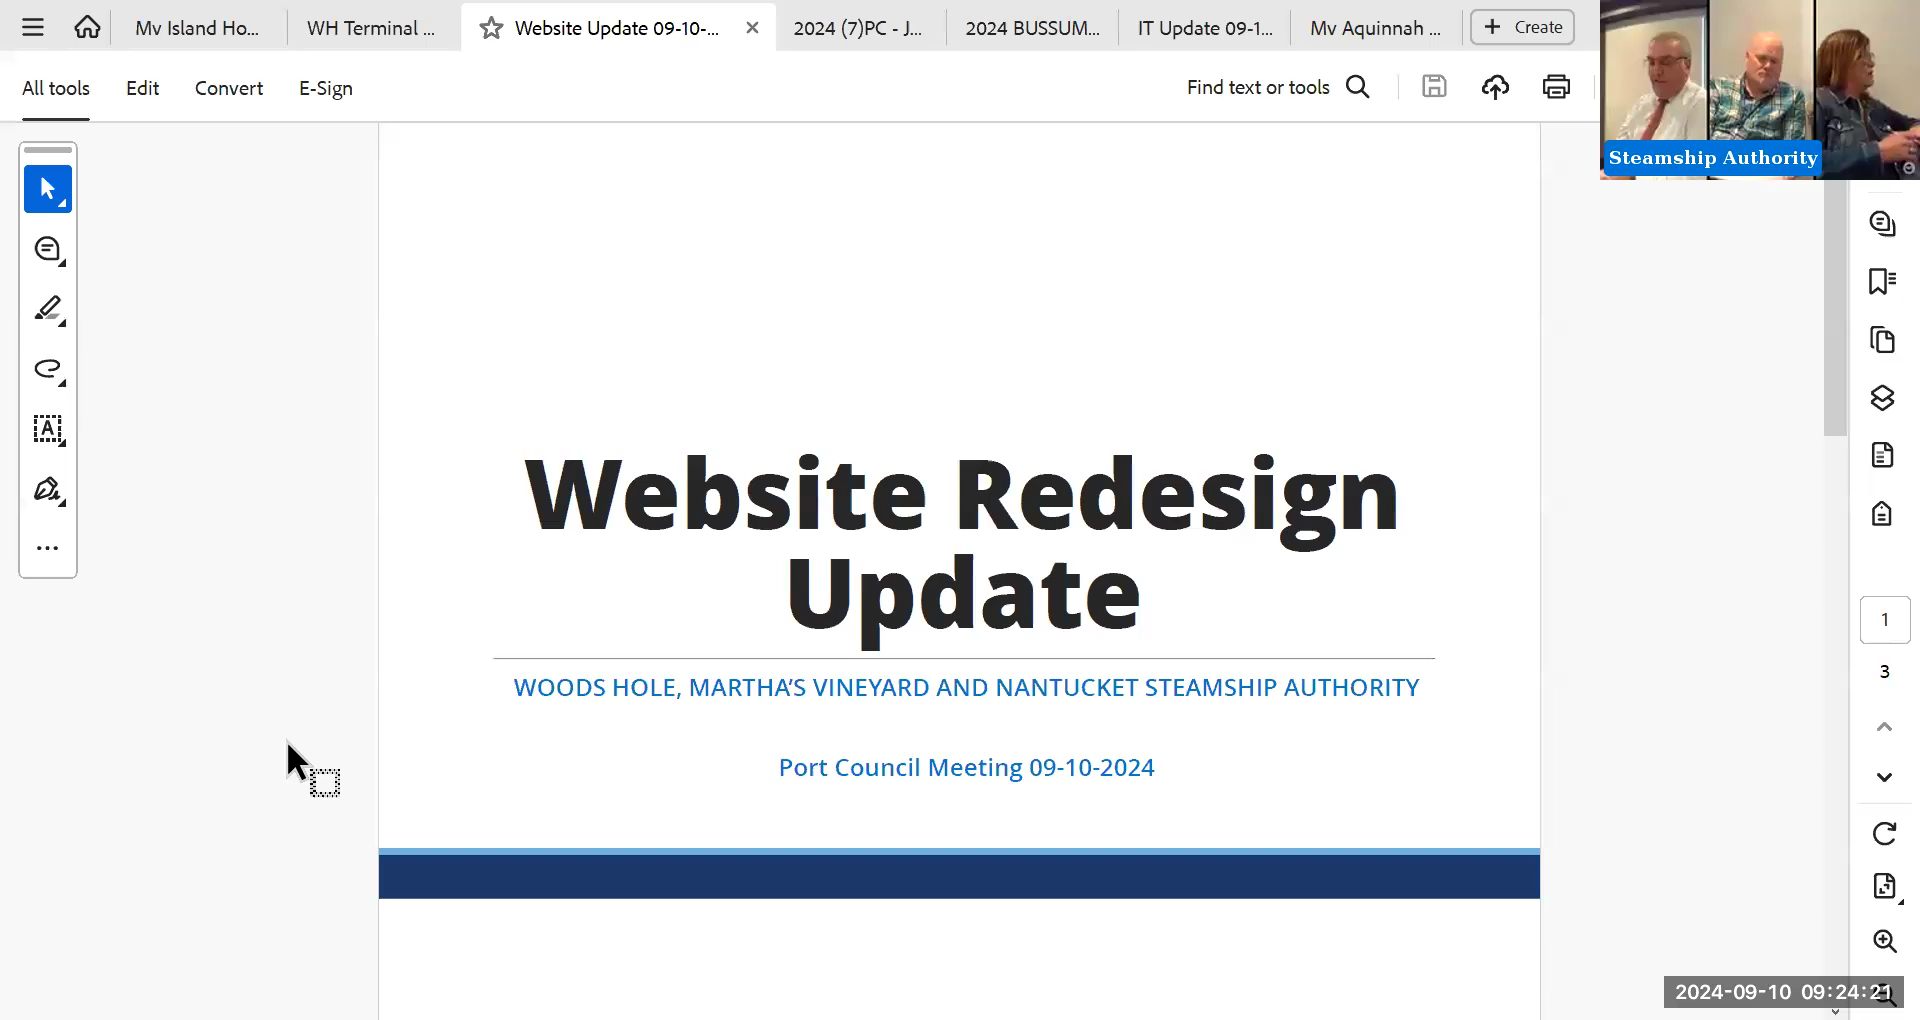 Mv Island Ho...
WH Terminal ...
Website Update 09-10-...
2024 (7)PC - J...
2024 BUSSUM...
IT Update 09-1...
Mv Aquinnah ...
Create
All tools
Edit
Convert
E-Sign
Find text or tools
Steamship Authority
Website Redesign
Update
WOODS HOLE, MARTHA’S VINEYARD AND NANTUCKET STEAMSHIP AUTHORITY
Port Council Meeting 09-10-2024
1
3
2024-09-10 09:24:21